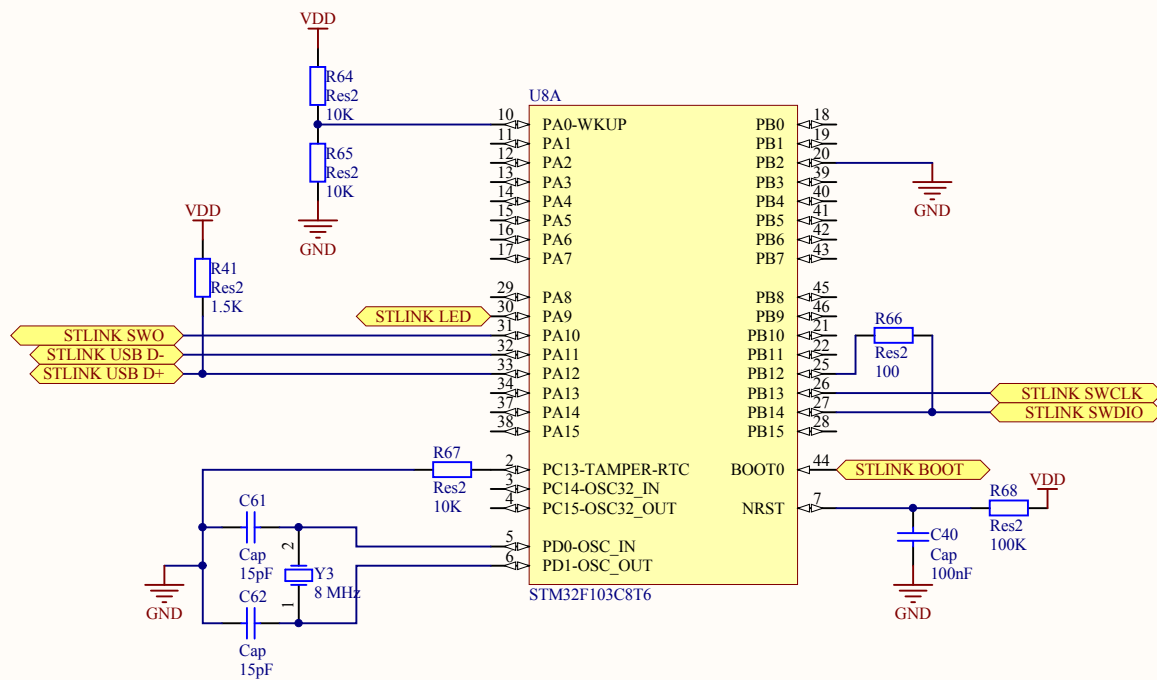 VDD
R64
Res2
10K
R65
Res2
10K
GND
VDD
R41
Res2
1.5K
STLINK LED
STLINK SWO
STLINK USB D-
STLINK USB D+
R67
Res2
10K
C61
Cap
15pF
C62
Cap
15pF
2
1
Y3
8 MHz
GND
U8A
10 PA0-WKUP
11 PA1
12 PA2
13 PA3
14 PA4
15 PA5
16 PA6
17 PA7
29 PA8
30 PA9
31 PA10
32 PA11
33 PA12
34 PA13
37 PA14
38 PA15
2 PC13-TAMPER-RTC
3 PC14-OSC32_IN
4 PC15-OSC32_OUT
5 PD0-OSC_IN
6 PD1-OSC_OUT
PB0 18
PB1 19
PB2 20
PB3 39
PB4 40
PB5 41
PB6 42
PB7 43
PB8 45
PB9 46
PB10 21
PB11 22
PB12 25
PB13 26
PB14 27
PB15 28
BOOT0 44
NRST 7
STM32F103C8T6
GND
R66
Res2
100
STLINK SWCLK
STLINK SWDIO
STLINK BOOT
VDD
R68
Res2
100K
C40
Cap
100nF
GND